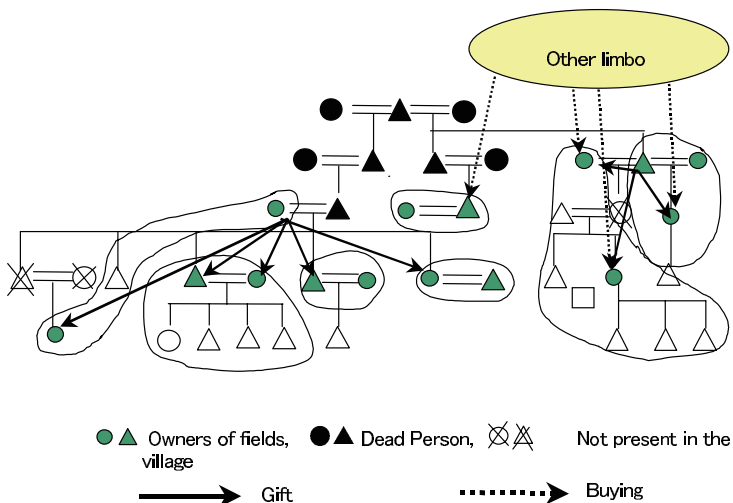 Other limbo
Owners of fields, Dead Person, Not present in the
village
Gift Buying